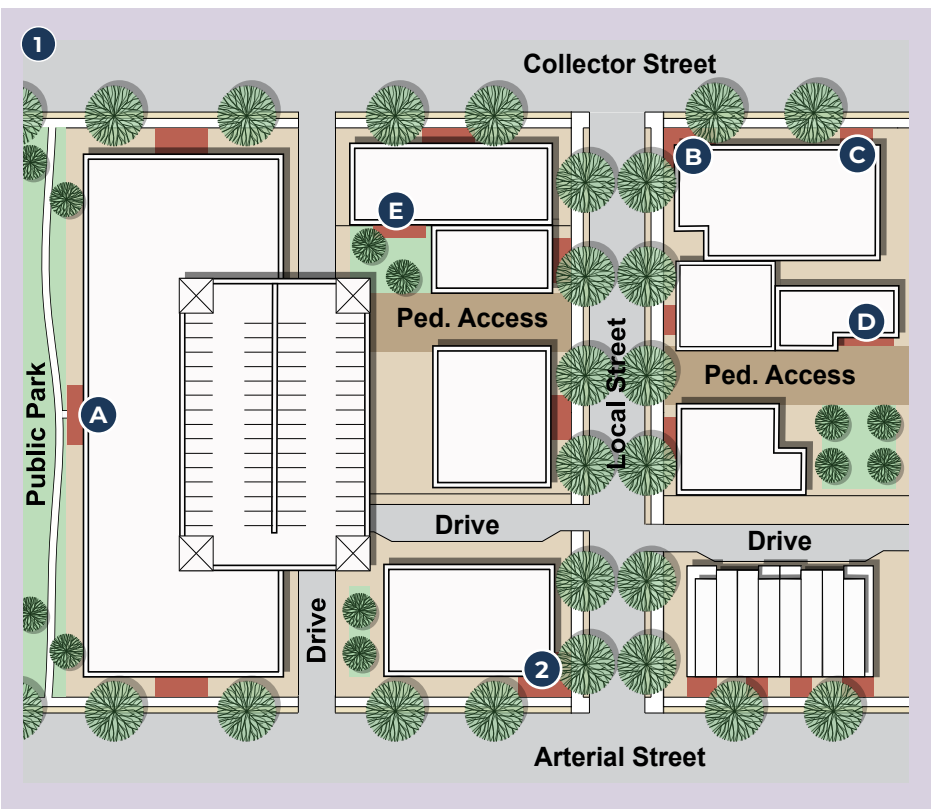 1
Collector Street
B
C
E
Ped. Access
D
Local Street
Ped. Access
Public Park
A
Drive
Drive
Drive
2
Arterial Street